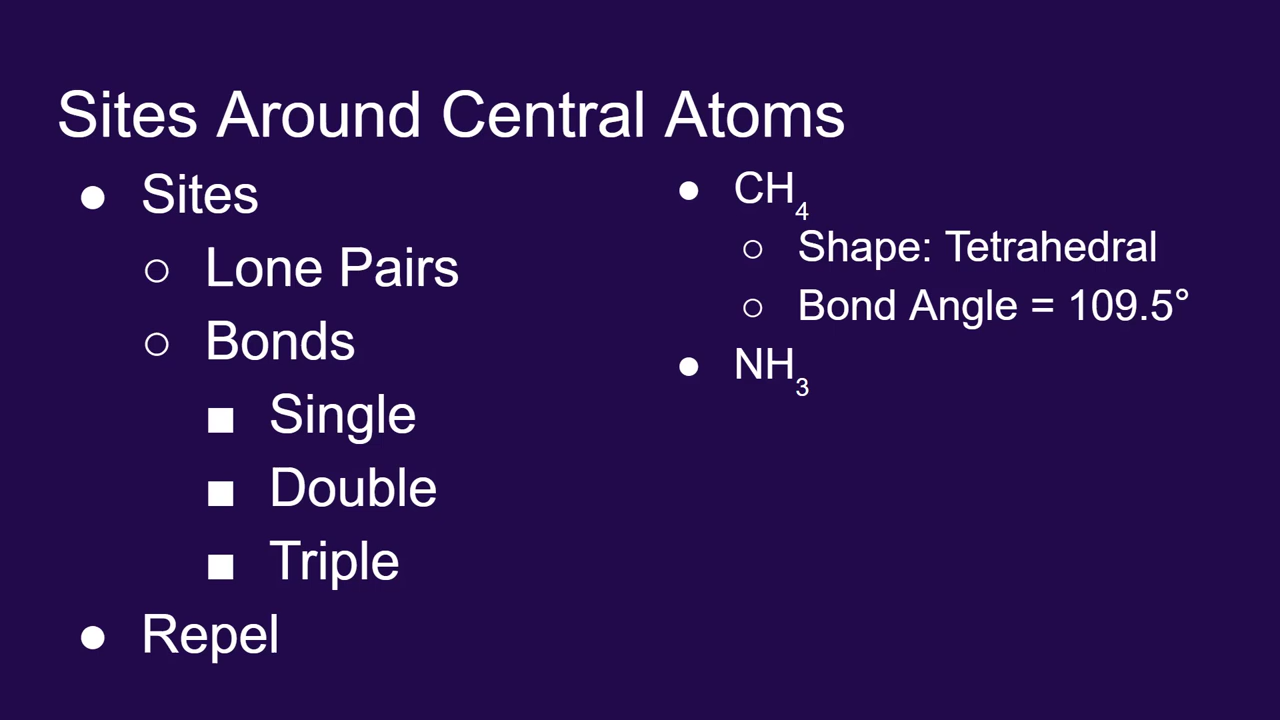 Sites Around Central Atoms
● Sites
○ Lone Pairs
○ Bonds
■ Single
■ Double
■ Triple
● Repel
● CH₄
○ Shape: Tetrahedral
○ Bond Angle = 109.5°
● NH₃